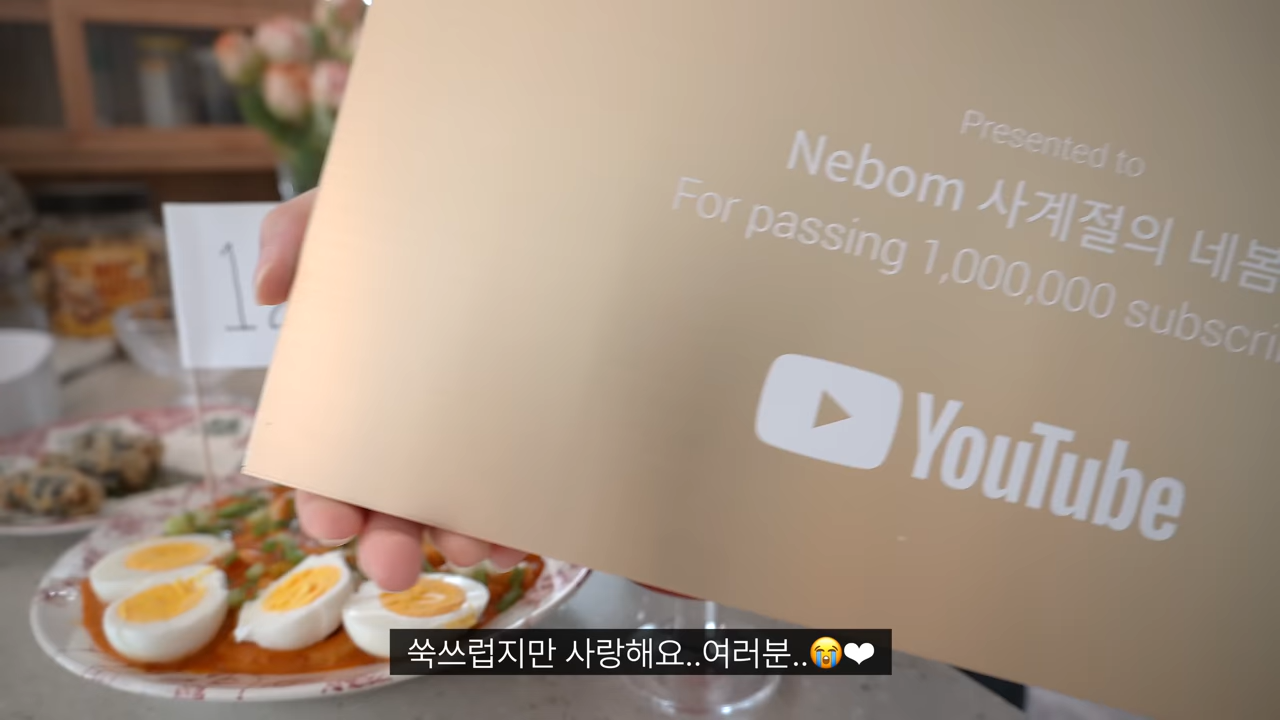 Presented to
Nebom 사계절의 네봄
For passing 1,000,000 subscri
YouTube
쑥쓰럽지만 사랑해요..여러분..😭❤